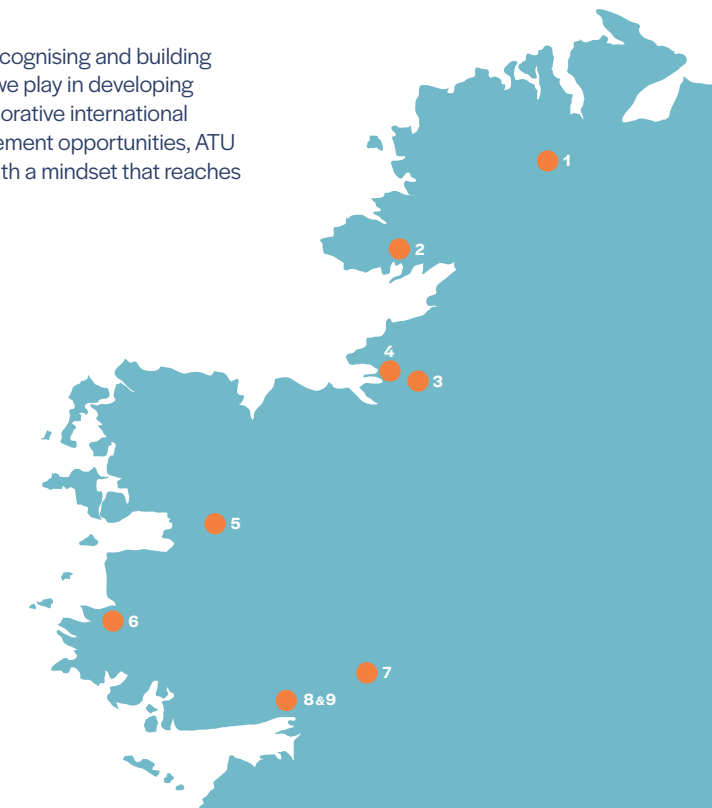 cognising and building
we play in developing
orative international
ement opportunities, ATU
th a mindset that reaches
1
2
4
3
5
6
7
8&9